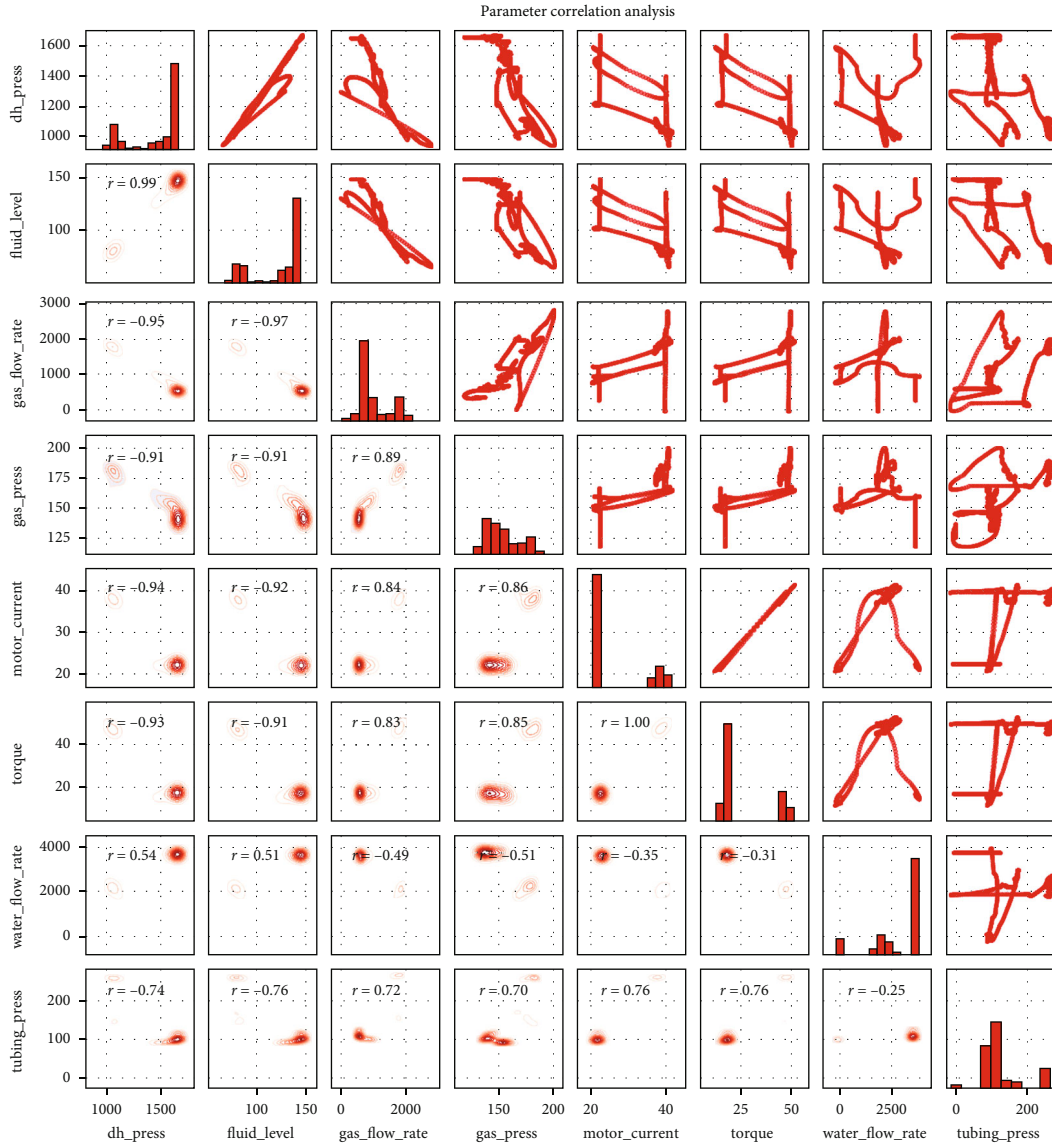 Parameter correlation analysis
1600
1400
1200
1000
dh_press
150
100
fluid_level
r = 0.99
3000
2000
1000
0
gas_flow_rate
r = –0.95
r = –0.97
200
175
150
125
gas_press
r = –0.91
r = –0.91
0.89
40
30
20
motor_current
r = –0.94
r = –0.92
r = 0.84
r = 0.86
40
20
torque
r = –0.93
r = –0.91
r = 0.83
r = 0.85
r = 1.00
4000
2000
0
water_flow_rate
r = 0.54
r = 0.51
r = –0.49
r = –0.51
r = –0.35
r = –0.31
200
100
0
tubing_press
r = –0.74
r = –0.76
r = 0.72
r = 0.70
r = 0.76
r = 0.76
r = –0.25
1000 1500 100 150 0 2000 150 200 20 40 25 50 0 2500 0 200
dh_press fluid_level gas_flow_rate gas_press motor_current torque water_flow_rate tubing_press